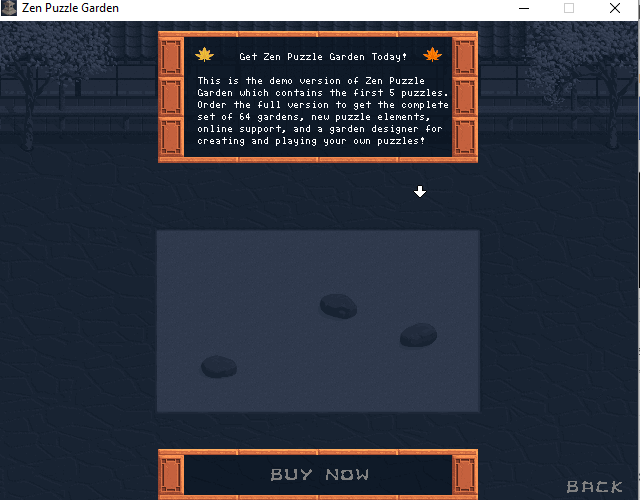 Zen Puzzle Garden
Get Zen Puzzle Garden Today!
This is the demo version of Zen Puzzle
Garden which contains the first 5 puzzles.
Order the full version to get the complete
set of 64 gardens, new puzzle elements,
online support, and a garden designer for
creating and playing your own puzzles!
BUY NOW
BACK